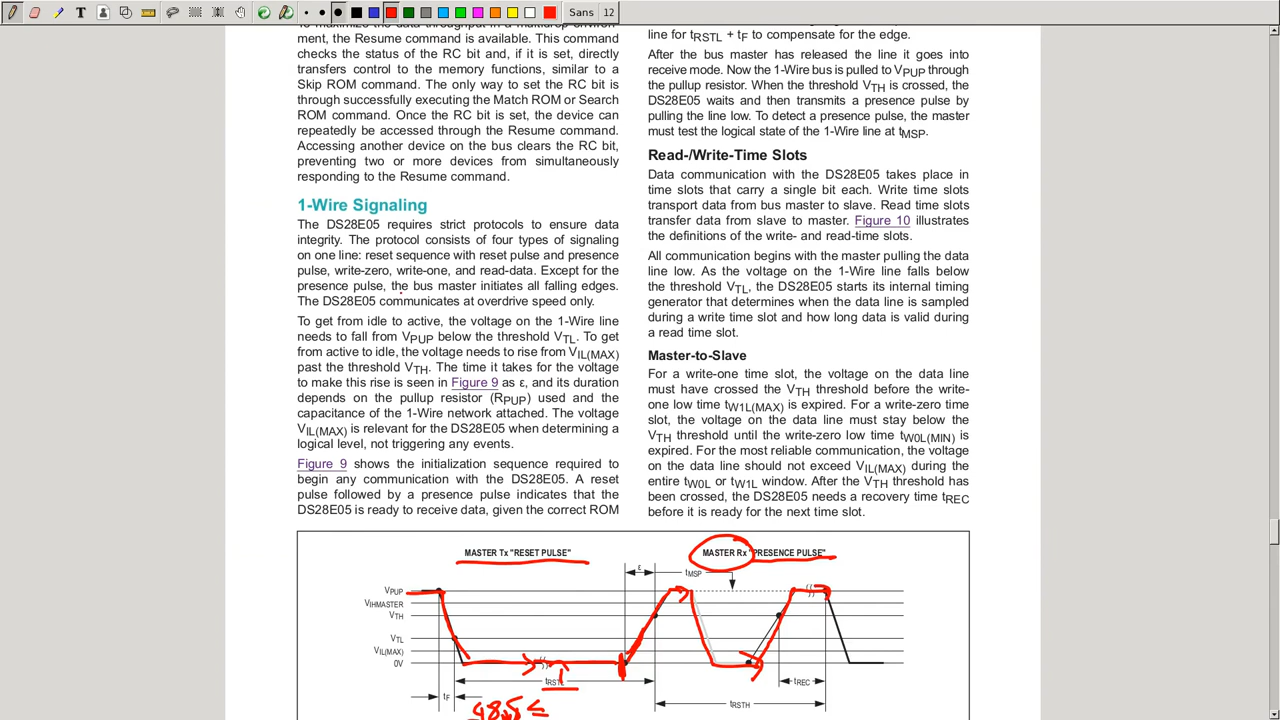 Sans 12
To maximize the data throughput in a multidrop environ-
ment, the Resume command is available. This command
checks the status of the RC bit and, if it is set, directly
transfers control to the memory functions, similar to a
Skip ROM command. The only way to set the RC bit is
through successfully executing the Match ROM or Search
ROM command. Once the RC bit is set, the device can
repeatedly be accessed through the Resume command.
Accessing another device on the bus clears the RC bit,
preventing two or more devices from simultaneously
responding to the Resume command.
1-Wire Signaling
The DS28E05 requires strict protocols to ensure data
integrity. The protocol consists of four types of signaling
on one line: reset sequence with reset pulse and presence
pulse, write-zero, write-one, and read-data. Except for the
presence pulse, the bus master initiates all falling edges.
The DS28E05 communicates at overdrive speed only.
To get from idle to active, the voltage on the 1-Wire line
needs to fall from VPUP below the threshold VTL. To get
from active to idle, the voltage needs to rise from VIL(MAX)
past the threshold VTH. The time it takes for the voltage
to make this rise is seen in Figure 9 as ε, and its duration
depends on the pullup resistor (RPUP) used and the
capacitance of the 1-Wire network attached. The voltage
VIL(MAX) is relevant for the DS28E05 when determining a
logical level, not triggering any events.
Figure 9 shows the initialization sequence required to
begin any communication with the DS28E05. A reset
pulse followed by a presence pulse indicates that the
DS28E05 is ready to receive data, given the correct ROM
line for tRSTL + tF to compensate for the edge.
After the bus master has released the line it goes into
receive mode. Now the 1-Wire bus is pulled to VPUP through
the pullup resistor. When the threshold VTH is crossed, the
DS28E05 waits and then transmits a presence pulse by
pulling the line low. To detect a presence pulse, the master
must test the logical state of the 1-Wire line at tMSP.
Read-/Write-Time Slots
Data communication with the DS28E05 takes place in
time slots that carry a single bit each. Write time slots
transport data from bus master to slave. Read time slots
transfer data from slave to master. Figure 10 illustrates
the definitions of the write- and read-time slots.
All communication begins with the master pulling the data
line low. As the voltage on the 1-Wire line falls below
the threshold VTL, the DS28E05 starts its internal timing
generator that determines when the data line is sampled
during a write time slot and how long data is valid during
a read time slot.
Master-to-Slave
For a write-one time slot, the voltage on the data line
must have crossed the VTH threshold before the write-
one low time tW1L(MAX) is expired. For a write-zero time
slot, the voltage on the data line must stay below the
VTH threshold until the write-zero low time tW0L(MIN) is
expired. For the most reliable communication, the voltage
on the data line should not exceed VIL(MAX) during the
entire tW0L or tW1L window. After the VTH threshold has
been crossed, the DS28E05 needs a recovery time tREC
before it is ready for the next time slot.
MASTER Tx "RESET PULSE"
MASTER Rx "PRESENCE PULSE"
ε
tMSP
VPUP
VIHMASTER
VTH
VTL
VIL(MAX)
0V
tRSTL
tREC
tF
tRSTH